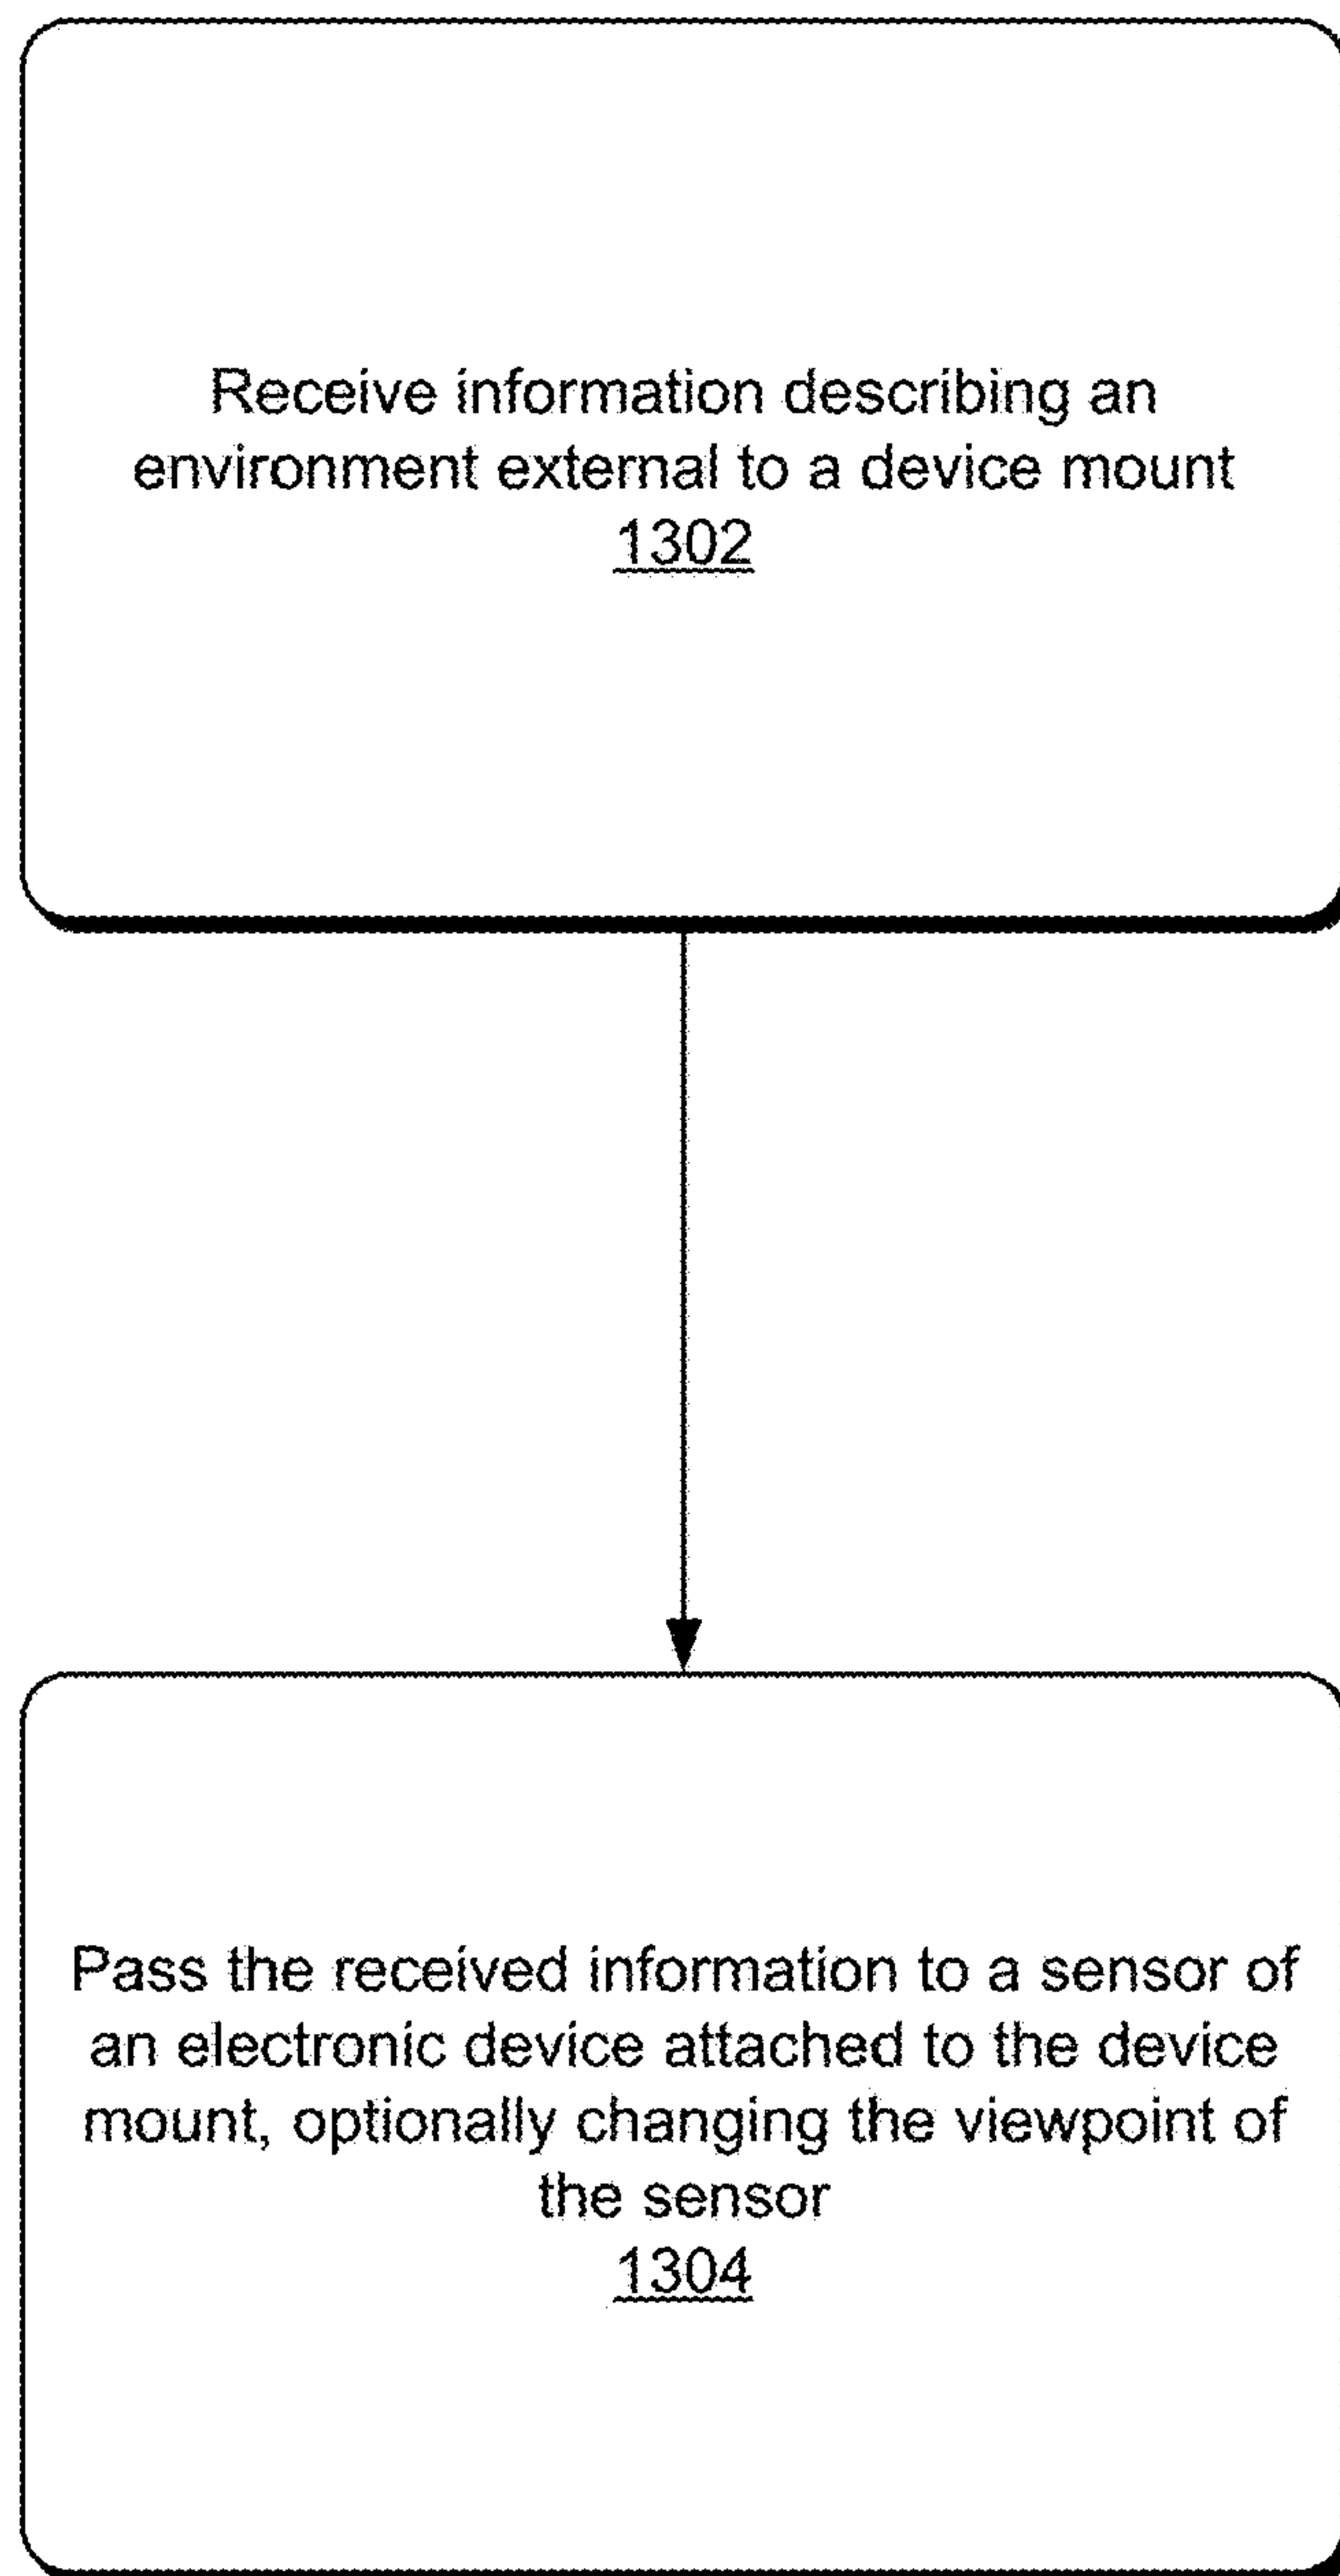 Receive information describing an
environment external to a device mount
1302
Pass the received information to a sensor of
an electronic device attached to the device
mount, optionally changing the viewpoint of
the sensor
1304